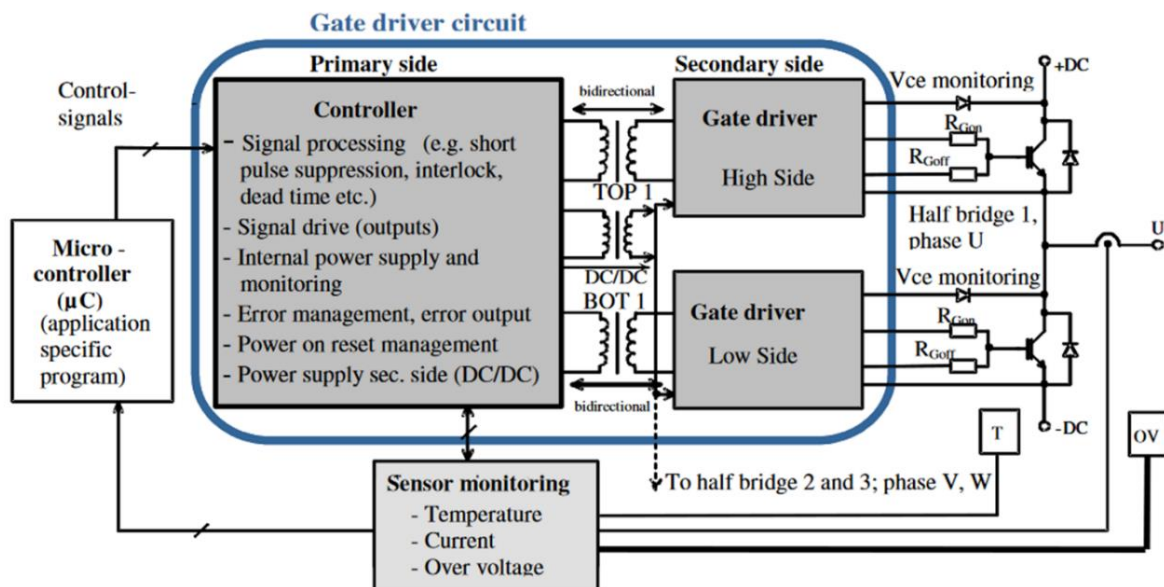 Gate driver circuit
Primary side
Secondary side
Control-
signals
Controller
- Signal processing (e.g. short
pulse suppression, interlock,
dead time etc.)
- Signal drive (outputs)
- Internal power supply and
monitoring
- Error management, error output
- Power on reset management
- Power supply sec. side (DC/DC)
bidirectional
TOP 1
DC/DC
BOT 1
bidirectional
Gate driver
High Side
Gate driver
Low Side
Vce monitoring
RGon
RGoff
+DC
Half bridge 1,
phase U
U
Vce monitoring
RGon
RGoff
-DC
Micro -
controller
(µC)
(application
specific
program)
T
OV
To half bridge 2 and 3; phase V, W
Sensor monitoring
- Temperature
- Current
- Over voltage